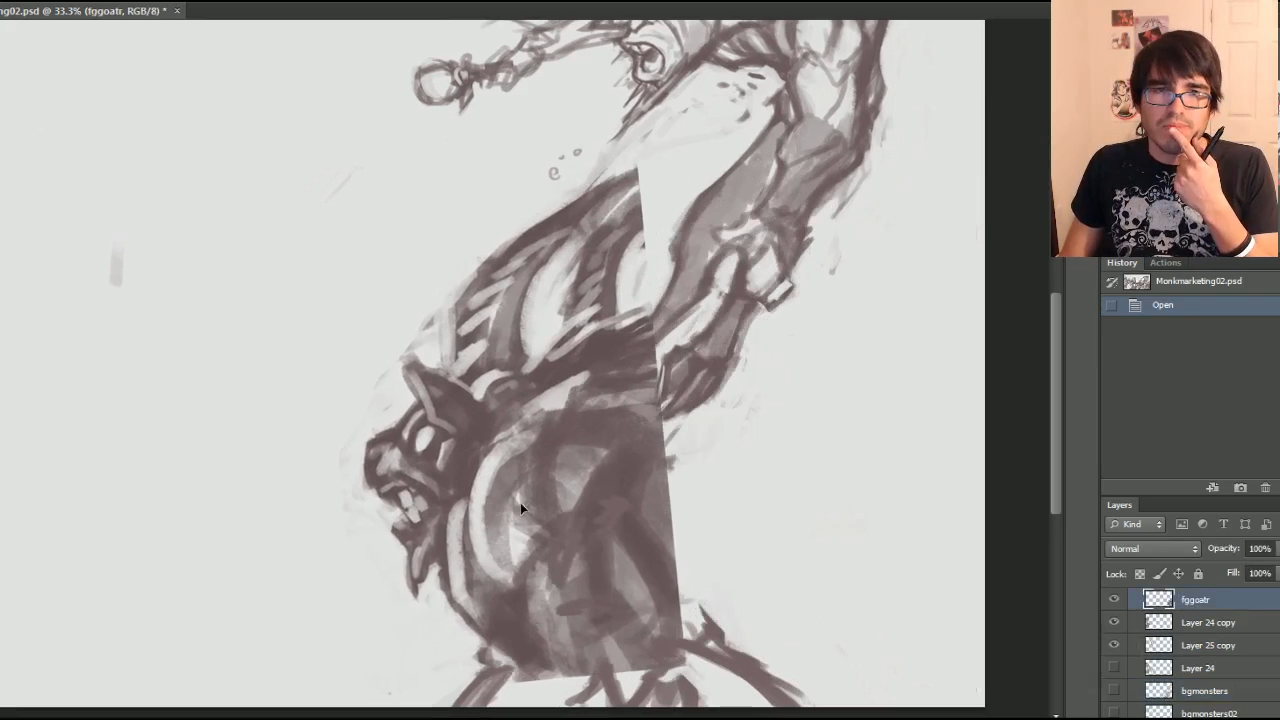 ng02.psd @ 33.3% (fggoatr, RGB/8) * ×
History Actions
Monkmarketing02.psd
Open
Layers
Kind
Normal Opacity: 100%
Lock: Fill: 100%
fggoatr
Layer 24 copy
Layer 25 copy
Layer 24
bgmonsters
bgmonsters02